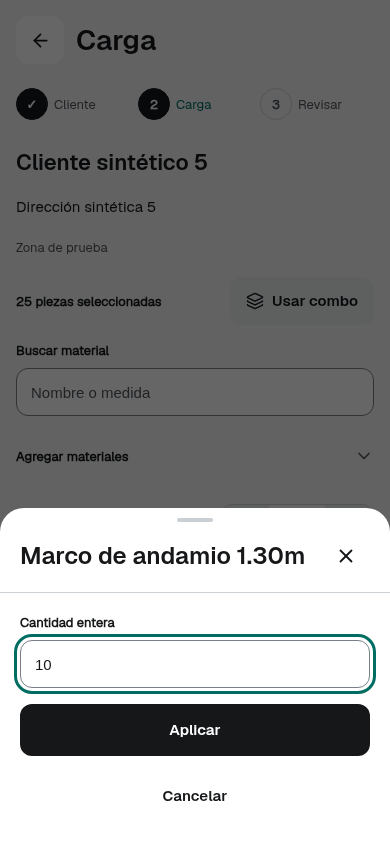 Carga
✓ Cliente
2 Carga
3 Revisar
Cliente sintético 5
Dirección sintética 5
Zona de prueba
25 piezas seleccionadas
Usar combo
Buscar material
Nombre o medida
Agregar materiales
Marco de andamio 1.30m
Cantidad entera
10
Aplicar
Cancelar